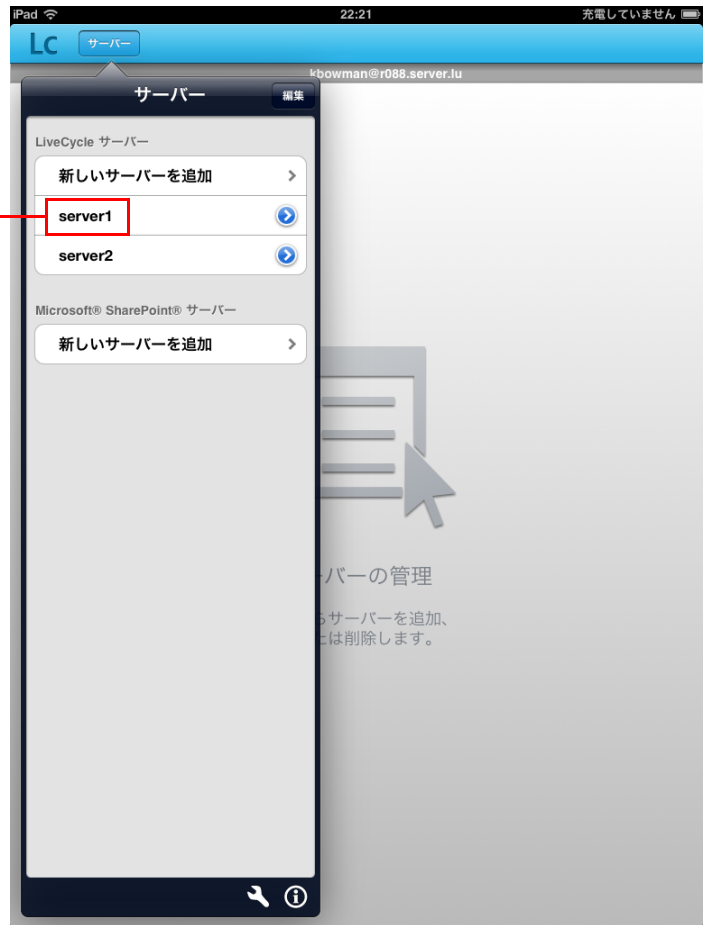 iPad 22:21 充電していません
LC サーバー
kbowman@r088.server.lu
サーバー 編集
LiveCycle サーバー
新しいサーバーを追加
server1
server2
Microsoft® SharePoint® サーバー
新しいサーバーを追加
バーの管理
らサーバーを追加、
は削除します。